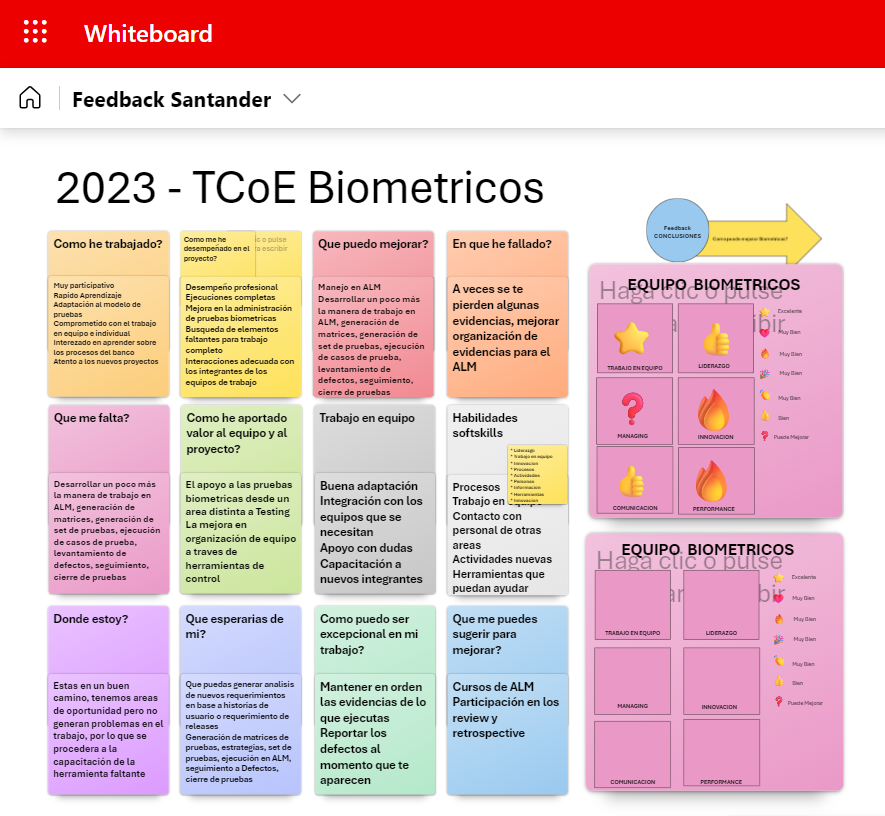 Whiteboard
Feedback Santander
2023 - TCoE Biometricos
Como he trabajado?
Muy participativo
Rapido Aprendizaje
Adaptación al modelo de
pruebas
Comprometido con el trabajo
en equipo e individual
Interezado en aprender sobre
los procesos del banco
Atento a los nuevos proyectos
Como me he
desempeñado en el
proyecto?
ic o pulse
a escribir
Desempeño profesional
Ejecuciones completas
Mejora en la administración
de pruebas biometricas
Busqueda de elementos
faltantes para trabajo
completo
Interacciones adecuada con
los integrantes de los
equipos de trabajo
Que puedo mejorar?
Manejo en ALM
Desarrollar un poco más
la manera de trabajo en
ALM, generación de
matrices, generación de
set de pruebas, ejecución
de casos de prueba,
levantamiento de
defectos, seguimiento,
cierre de pruebas
En que he fallado?
A veces se te
pierden algunas
evidencias, mejorar
organización de
evidencias para el
ALM
Que me falta?
Desarrollar un poco más
la manera de trabajo en
ALM, generación de
matrices, generación de
set de pruebas, ejecución
de casos de prueba,
levantamiento de
defectos, seguimiento,
cierre de pruebas
Como he aportado
valor al equipo y al
proyecto?
El apoyo a las pruebas
biometricas desde un
area distinta a Testing
La mejora en
organización de equipo
a traves de
herramientas de
control
Trabajo en equipo
Buena adaptación
Integración con los
equipos que se
necesitan
Apoyo con dudas
Capacitación a
nuevos integrantes
Habilidades
softskills
* Liderazgo
* Trabajo en equipo
* Innovacion
* Procesos
* Actividades
* Personas
* Informacion
* Herramientas
* Innovacion
Procesos
Trabajo en equipo
Contacto con
personal de otras
areas
Actividades nuevas
Herramientas que
puedan ayudar
Donde estoy?
Estas en un buen
camino, tenemos areas
de oportunidad pero no
generan problemas en el
trabajo, por lo que se
procedera a la
capacitación de la
herramienta faltante
Que esperarias de
mi?
Que puedas generar analisis
de nuevos requerimientos
en base a historias de
usuario o requerimiento de
releases
Generación de matrices de
pruebas, estrategias, set de
pruebas, ejecución en ALM,
seguimiento a Defectos,
cierre de pruebas
Como puedo ser
excepcional en mi
trabajo?
Mantener en orden
las evidencias de lo
que ejecutas
Reportar los
defectos al
momento que te
aparecen
Que me puedes
sugerir para
mejorar?
Cursos de ALM
Participación en los
review y
retrospective
Feedback
CONCLUSIONES
Como puedo mejorar Biometricos?
EQUIPO BIOMETRICOS
Haga clic o pulse
TRABAJO EN EQUIPO
LIDERAZGO
MANAGING
INNOVACION
COMUNICACION
PERFORMANCE
Excelente
Muy Bien
Muy Bien
Muy Bien
Muy Bien
Bien
Puede Mejorar
EQUIPO BIOMETRICOS
Haga clic o pulse
TRABAJO EN EQUIPO
LIDERAZGO
MANAGING
INNOVACION
COMUNICACION
PERFORMANCE
Excelente
Muy Bien
Muy Bien
Muy Bien
Muy Bien
Bien
Puede Mejorar